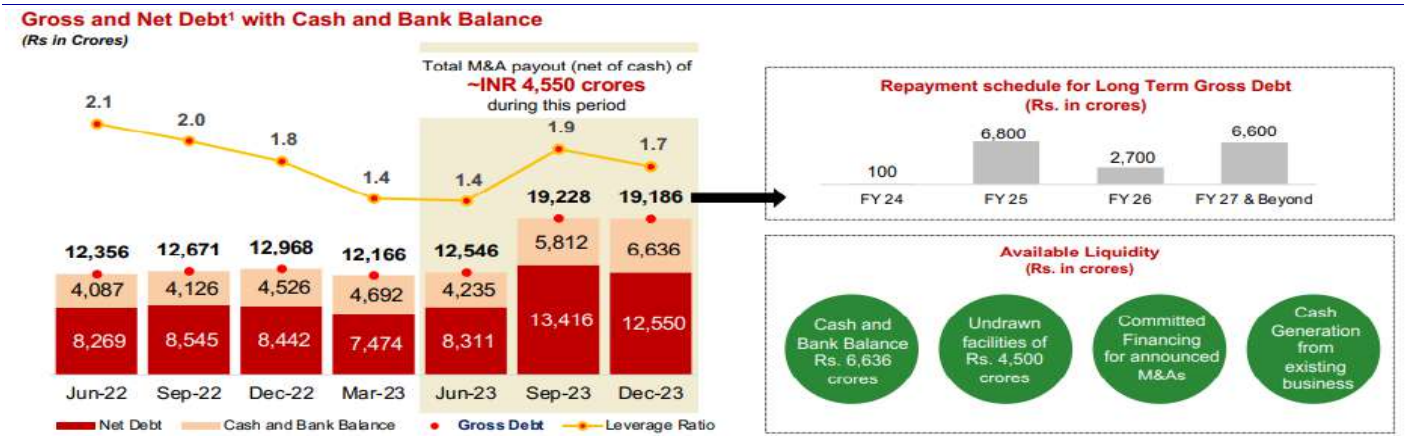 Gross and Net Debt¹ with Cash and Bank Balance
(Rs in Crores)
Total M&A payout (net of cash) of
~INR 4,550 crores
during this period
2.1
2.0
1.8
1.4
1.4
1.9
1.7
12,356
12,671
12,968
12,166
12,546
19,228
19,186
4,087
4,126
4,526
4,692
4,235
5,812
6,636
8,269
8,545
8,442
7,474
8,311
13,416
12,550
Jun-22
Sep-22
Dec-22
Mar-23
Jun-23
Sep-23
Dec-23
Net Debt
Cash and Bank Balance
Gross Debt
Leverage Ratio
Repayment schedule for Long Term Gross Debt
(Rs. in crores)
100
6,800
2,700
6,600
FY 24
FY 25
FY 26
FY 27 & Beyond
Available Liquidity
(Rs. in crores)
Cash and
Bank Balance
Rs. 6,636
crores
Undrawn
facilities of
Rs. 4,500
crores
Committed
Financing
for announced
M&As
Cash
Generation
from
existing
business